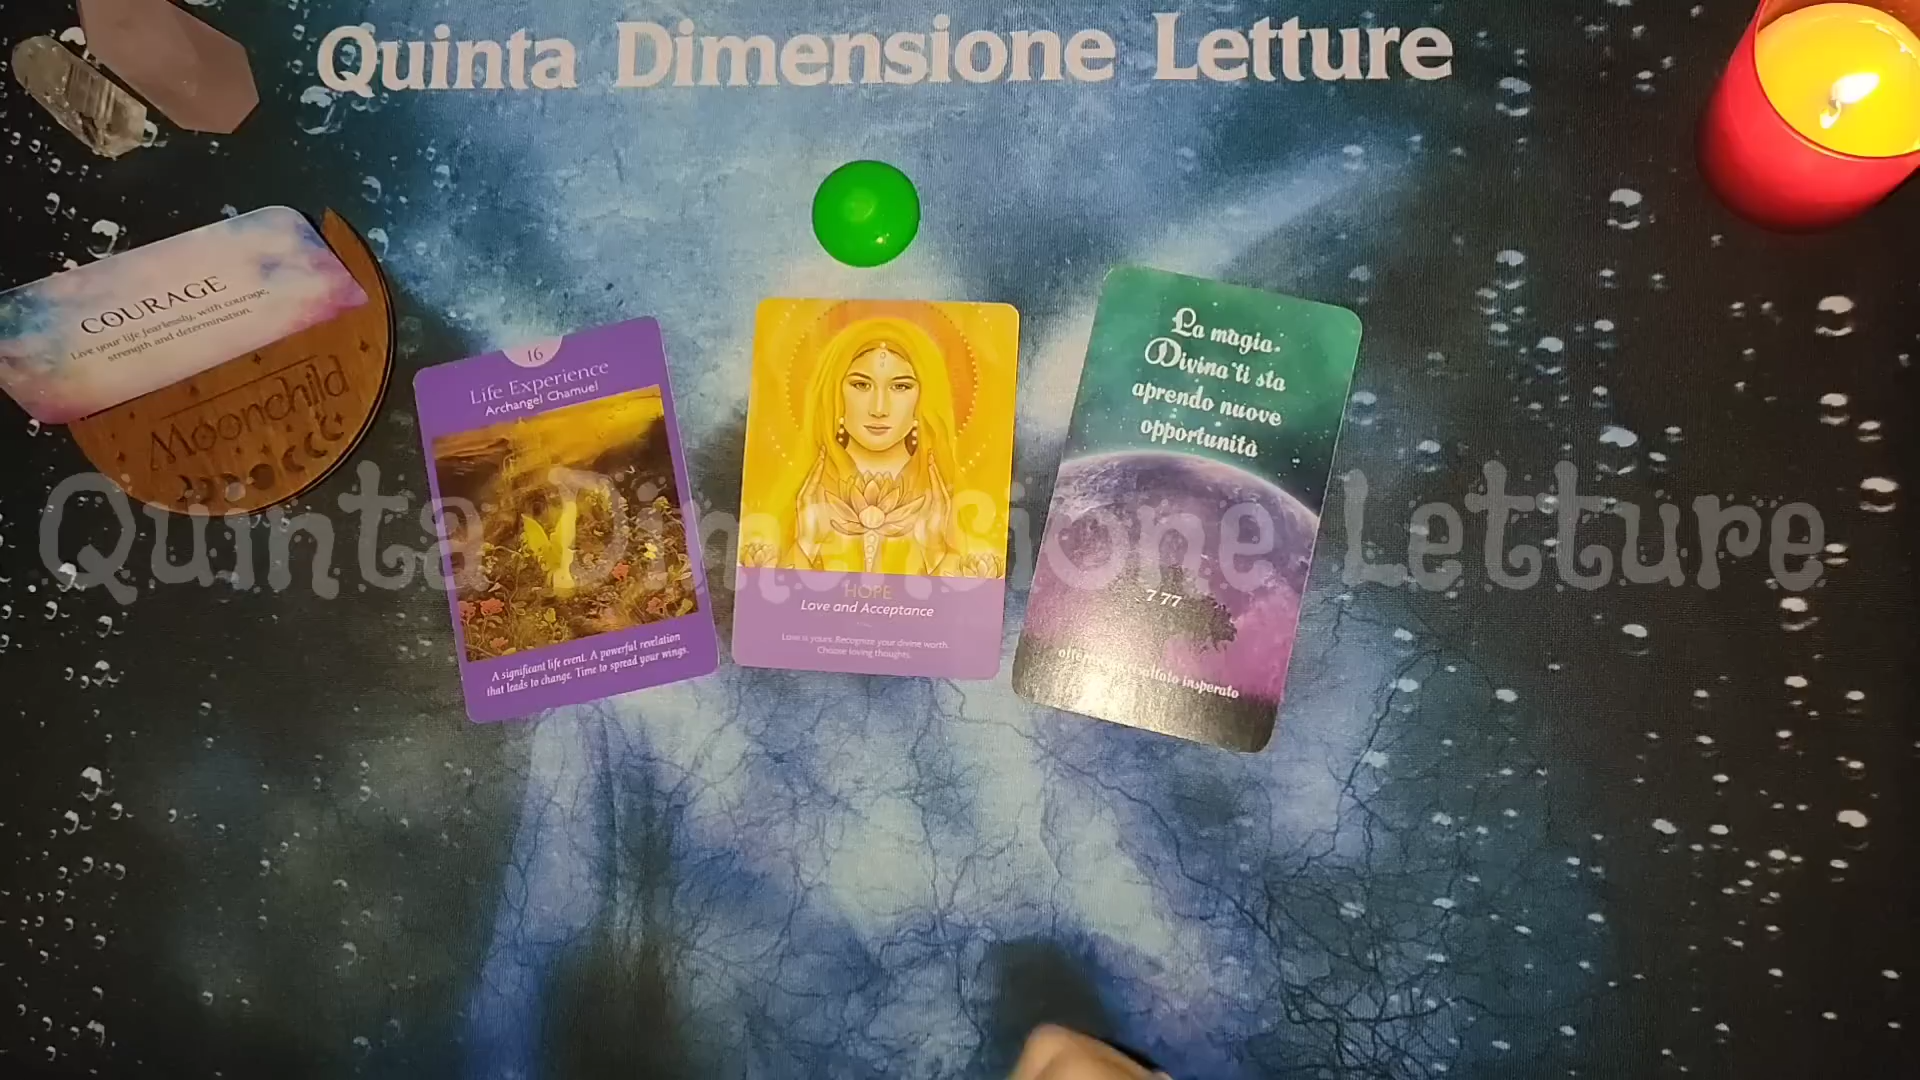 Quinta Dimensione Letture
COURAGE
Live your life fearlessly, with courage,
strength and determination.
Moonchild
16
Life Experience
Archangel Chamuel
A significant life event. A powerful revelation
that leads to change. Time to spread your wings.
HOPE
Love and Acceptance
Love is yours. Recognize your divine worth.
Choose loving thoughts.
La magia
Divina ti sta
aprendo nuove
opportunità
777
insperato
Quinta Dimensione Letture